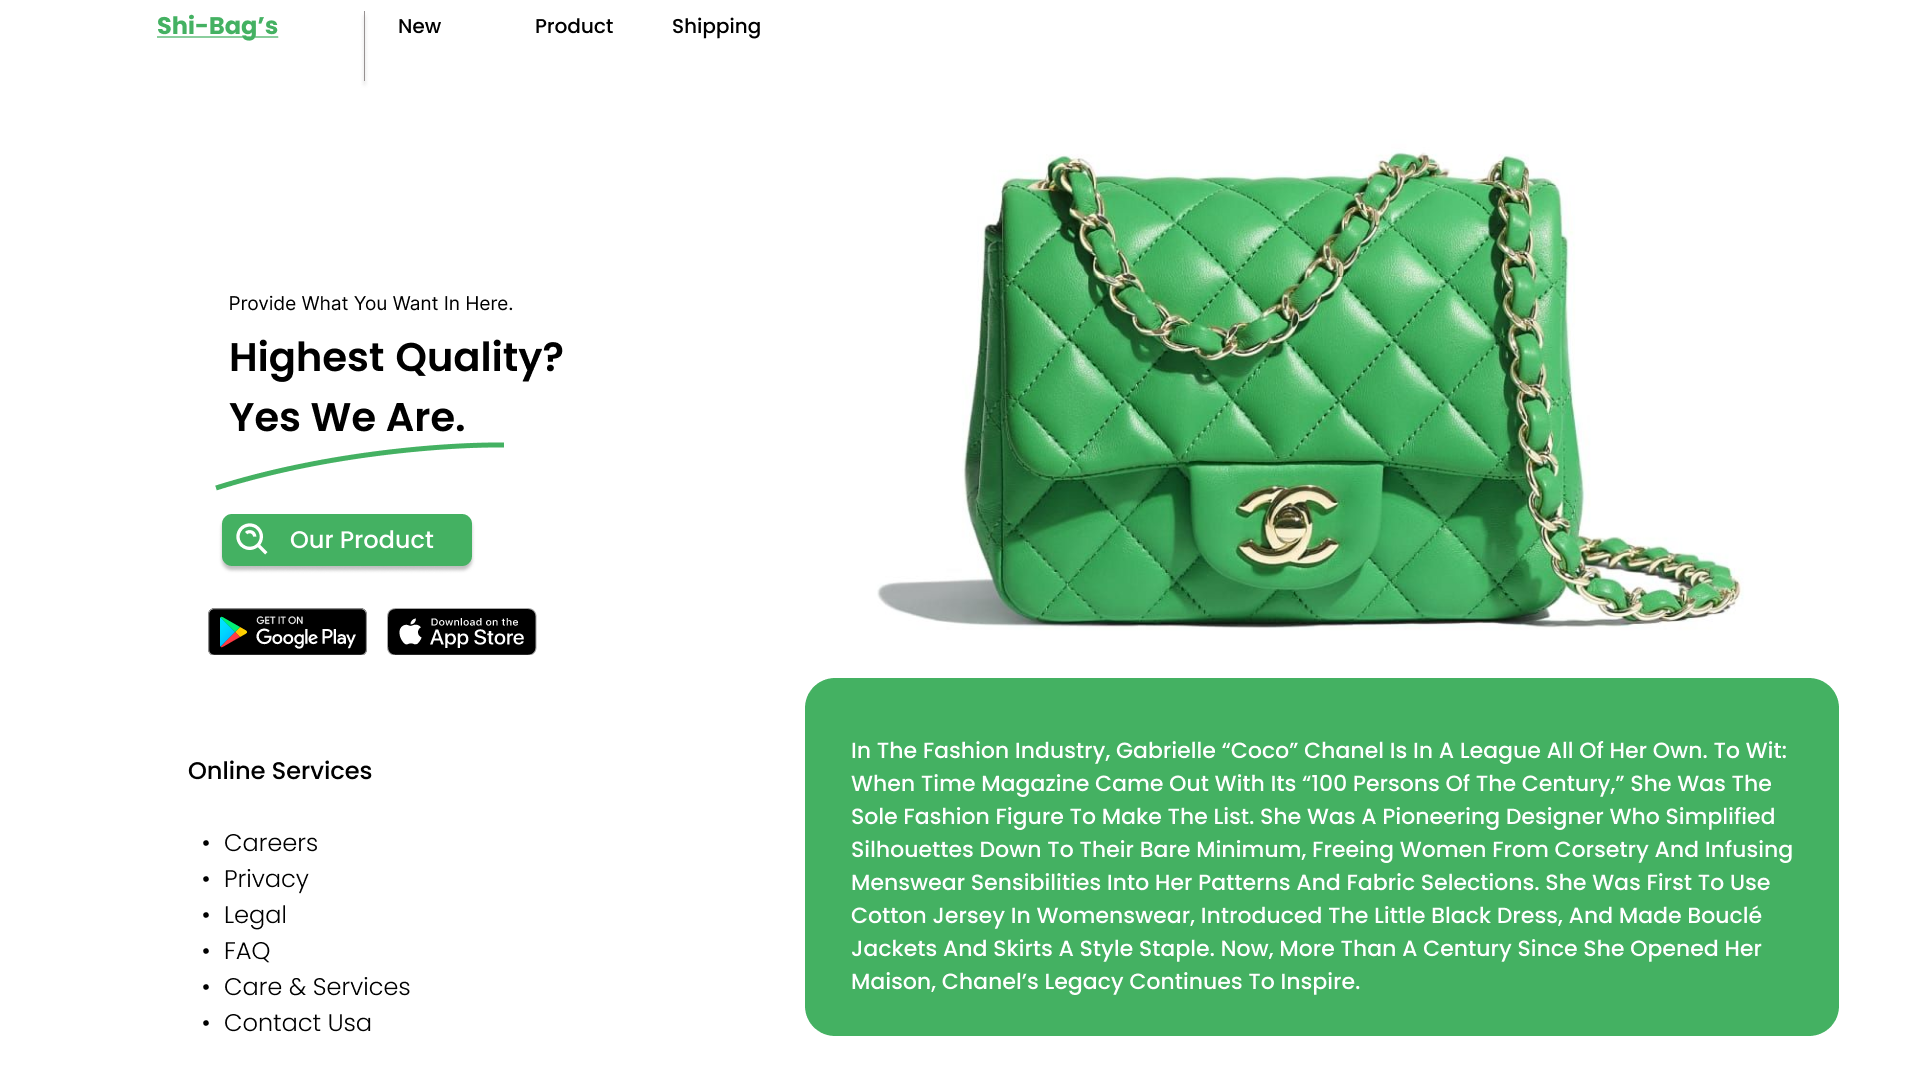 Shi-Bag’s
New
Product
Shipping
Provide What You Want In Here.
Highest Quality?
Yes We Are.
Our Product
GET IT ON
Google Play
Download on the
App Store
Online Services
• Careers
• Privacy
• Legal
• FAQ
• Care & Services
• Contact Usa
In The Fashion Industry, Gabrielle “Coco” Chanel Is In A League All Of Her Own. To Wit:
When Time Magazine Came Out With Its “100 Persons Of The Century,” She Was The
Sole Fashion Figure To Make The List. She Was A Pioneering Designer Who Simplified
Silhouettes Down To Their Bare Minimum, Freeing Women From Corsetry And Infusing
Menswear Sensibilities Into Her Patterns And Fabric Selections. She Was First To Use
Cotton Jersey In Womenswear, Introduced The Little Black Dress, And Made Bouclé
Jackets And Skirts A Style Staple. Now, More Than A Century Since She Opened Her
Maison, Chanel’s Legacy Continues To Inspire.